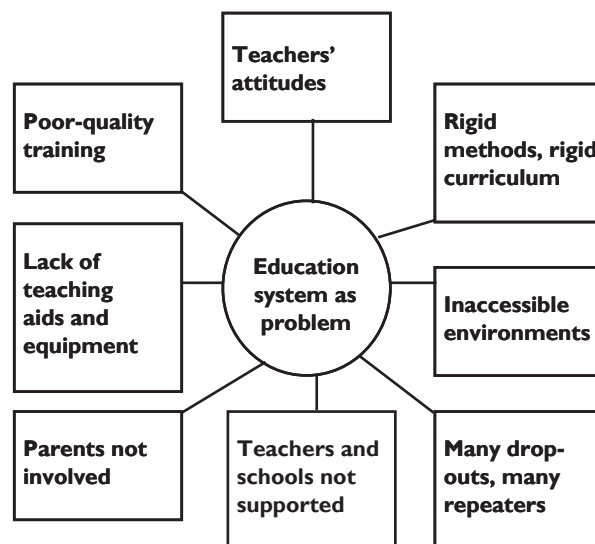 Teachers'
attitudes
Poor-quality
training
Rigid
methods, rigid
curriculum
Lack of
teaching
aids and
equipment
Education
system as
problem
Inaccessible
environments
Parents not
involved
Teachers and
schools not
supported
Many drop-
outs, many
repeaters